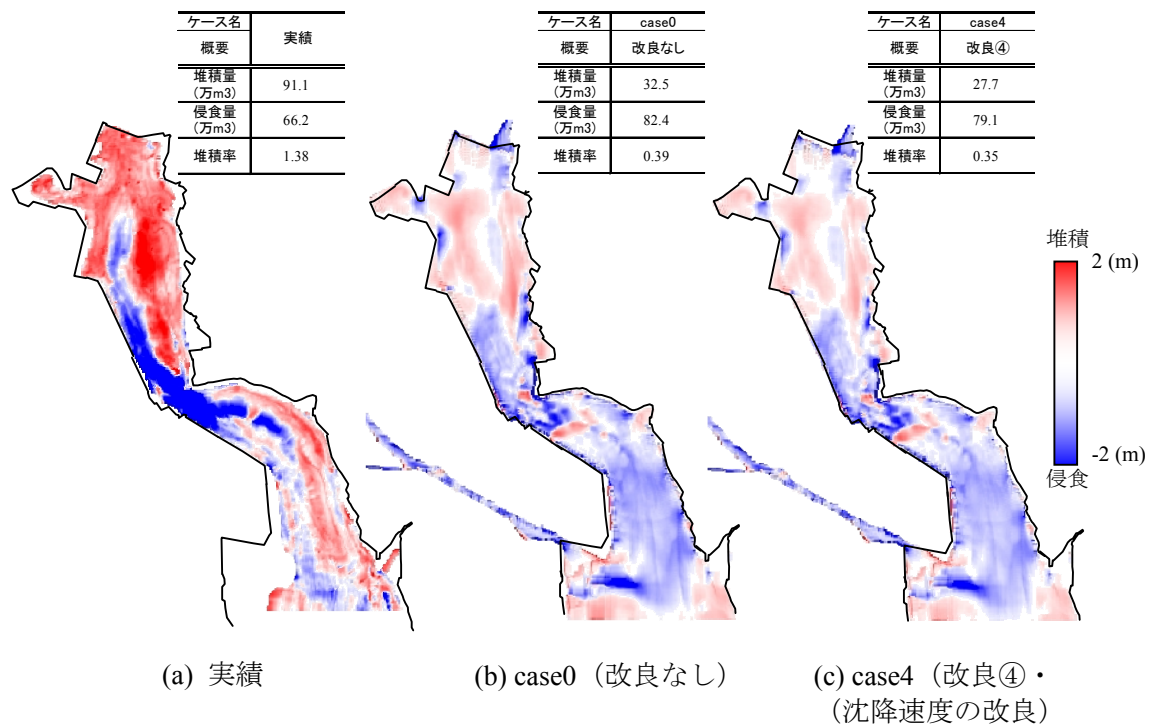 ケース名
実績
概要
堆積量
(万m3)
91.1
侵食量
(万m3)
66.2
堆積率
1.38
ケース名
case0
概要
改良なし
堆積量
(万m3)
32.5
侵食量
(万m3)
82.4
堆積率
0.39
ケース名
case4
概要
改良④
堆積量
(万m3)
27.7
侵食量
(万m3)
79.1
堆積率
0.35
堆積
2 (m)
-2 (m)
侵食
(a) 実績
(b) case0（改良なし）
(c) case4（改良④・
（沈降速度の改良）